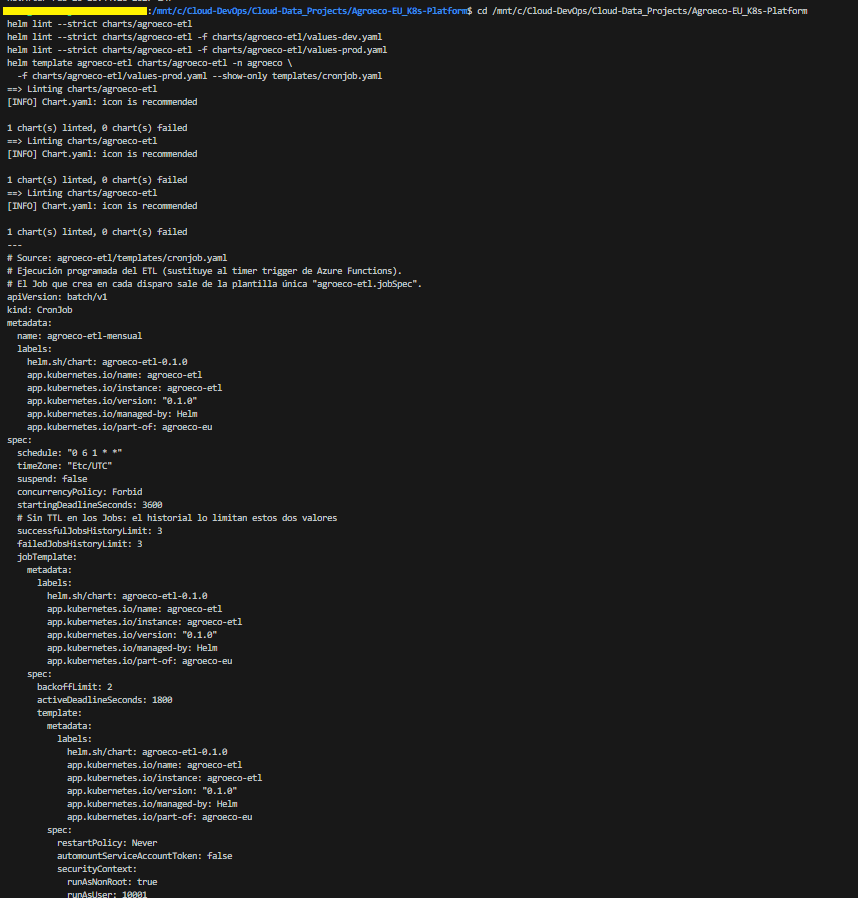 :/mnt/c/Cloud-DevOps/Cloud-Data_Projects/Agroeco-EU_K8s-Platform$ cd /mnt/c/Cloud-DevOps/Cloud-Data_Projects/Agroeco-EU_K8s-Platform
helm lint --strict charts/agroeco-etl
helm lint --strict charts/agroeco-etl -f charts/agroeco-etl/values-dev.yaml
helm lint --strict charts/agroeco-etl -f charts/agroeco-etl/values-prod.yaml
helm template agroeco-etl charts/agroeco-etl -n agroeco \
  -f charts/agroeco-etl/values-prod.yaml --show-only templates/cronjob.yaml
==> Linting charts/agroeco-etl
[INFO] Chart.yaml: icon is recommended

1 chart(s) linted, 0 chart(s) failed
==> Linting charts/agroeco-etl
[INFO] Chart.yaml: icon is recommended

1 chart(s) linted, 0 chart(s) failed
==> Linting charts/agroeco-etl
[INFO] Chart.yaml: icon is recommended

1 chart(s) linted, 0 chart(s) failed
---
# Source: agroeco-etl/templates/cronjob.yaml
# Ejecución programada del ETL (sustituye al timer trigger de Azure Functions).
# El Job que crea en cada disparo sale de la plantilla única "agroeco-etl.jobSpec".
apiVersion: batch/v1
kind: CronJob
metadata:
  name: agroeco-etl-mensual
  labels:
    helm.sh/chart: agroeco-etl-0.1.0
    app.kubernetes.io/name: agroeco-etl
    app.kubernetes.io/instance: agroeco-etl
    app.kubernetes.io/version: "0.1.0"
    app.kubernetes.io/managed-by: Helm
    app.kubernetes.io/part-of: agroeco-eu
spec:
  schedule: "0 6 1 * *"
  timeZone: "Etc/UTC"
  suspend: false
  concurrencyPolicy: Forbid
  startingDeadlineSeconds: 3600
  # Sin TTL en los Jobs: el historial lo limitan estos dos valores
  successfulJobsHistoryLimit: 3
  failedJobsHistoryLimit: 3
  jobTemplate:
    metadata:
      labels:
        helm.sh/chart: agroeco-etl-0.1.0
        app.kubernetes.io/name: agroeco-etl
        app.kubernetes.io/instance: agroeco-etl
        app.kubernetes.io/version: "0.1.0"
        app.kubernetes.io/managed-by: Helm
        app.kubernetes.io/part-of: agroeco-eu
    spec:
      backoffLimit: 2
      activeDeadlineSeconds: 1800
      template:
        metadata:
          labels:
            helm.sh/chart: agroeco-etl-0.1.0
            app.kubernetes.io/name: agroeco-etl
            app.kubernetes.io/instance: agroeco-etl
            app.kubernetes.io/version: "0.1.0"
            app.kubernetes.io/managed-by: Helm
            app.kubernetes.io/part-of: agroeco-eu
        spec:
          restartPolicy: Never
          automountServiceAccountToken: false
          securityContext:
            runAsNonRoot: true
            runAsUser: 10001